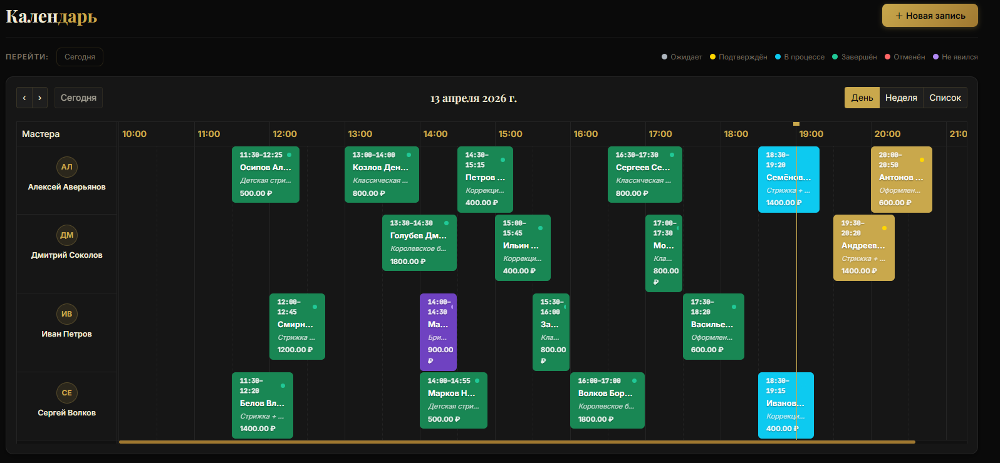 Календарь
+ Новая запись
ПЕРЕЙТИ: Сегодня
Ожидает Подтверждён В процессе Завершён Отменён Не явился
‹ › Сегодня
13 апреля 2026 г.
День Неделя Список
Мастера 10:00 11:00 12:00 13:00 14:00 15:00 16:00 17:00 18:00 19:00 20:00 21:0
АЛ
Алексей Аверьянов
11:30-12:25
Осипов Ал...
Детская стри...
500.00 ₽
13:00-14:00
Козлов Ден...
Классическая ...
800.00 ₽
14:30-
15:15
Петров ...
Коррекци...
400.00 ₽
16:30-17:30
Сергеев Се...
Классическая ...
800.00 ₽
18:30-
19:20
Семёнов...
Стрижка + ...
1400.00 ₽
20:00-
20:50
Антонов ...
Оформлен...
600.00 ₽
ДМ
Дмитрий Соколов
13:30-14:30
Голубев Дм...
Королевское б...
1800.00 ₽
15:00-
15:45
Ильин ...
Коррекци...
400.00 ₽
17:00-
17:30
Мо...
Кла...
800.00
₽
19:30-
20:20
Андреев...
Стрижка + ...
1400.00 ₽
ИВ
Иван Петров
12:00-
12:45
Смирн...
Стрижка ...
1200.00 ₽
14:00-
14:30
Ма...
Бри...
900.00
₽
15:30-
16:00
За...
Кла...
800.00
₽
17:30-
18:20
Василье...
Оформлен...
600.00 ₽
СЕ
Сергей Волков
11:30-
12:20
Белов Вл...
Стрижка + ...
1400.00 ₽
14:00-14:55
Марков Н...
Детская стри...
500.00 ₽
16:00-17:00
Волков Бор...
Королевское б...
1800.00 ₽
18:30-
19:15
Иванов...
Коррекци...
400.00 ₽